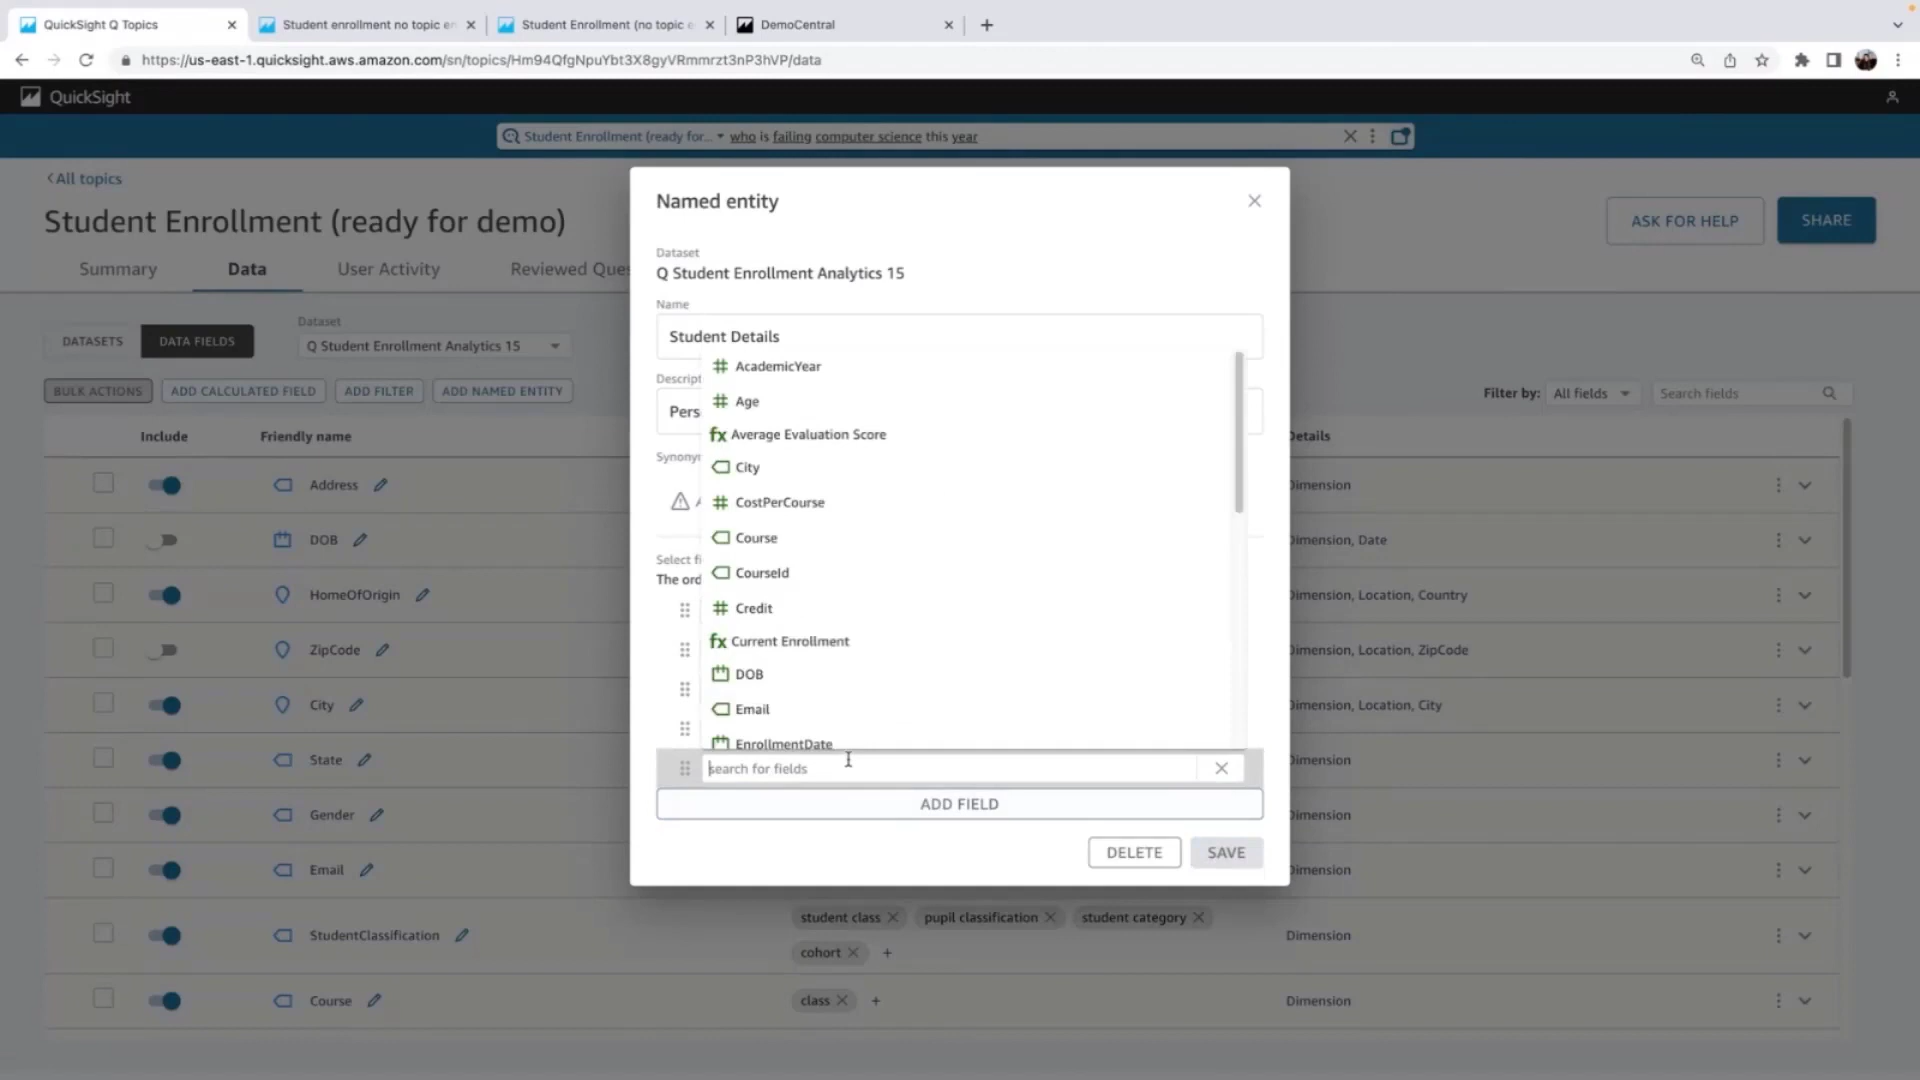 QuickSight Q Topics
Student enrollment no topic en
Student Enrollment (no topic e
DemoCentral
https://us-east-1.quicksight.aws.amazon.com/sn/topics/Hm94QfgNpuYbt3X8gyVRmmrzt3nP3hVP/data
QuickSight
Student Enrollment (ready for... who is failing computer science this year
All topics
Student Enrollment (ready for demo)
ASK FOR HELP
SHARE
Summary
Data
User Activity
Reviewed Ques
Dataset
DATASETS
DATA FIELDS
Q Student Enrollment Analytics 15
BULK ACTIONS
ADD CALCULATED FIELD
ADD FILTER
ADD NAMED ENTITY
Filter by: All fields
Search fields
Include
Friendly name
Details
Address
Dimension
DOB
Dimension, Date
HomeOfOrigin
Dimension, Location, Country
ZipCode
Dimension, Location, ZipCode
City
Dimension, Location, City
State
Dimension
Gender
Dimension
Email
Dimension
StudentClassification
student class
pupil classification
student category
cohort
Dimension
Course
class
Dimension
Named entity
Dataset
Q Student Enrollment Analytics 15
Name
Student Details
Descript
Pers
Synony
Select fi
The ord
AcademicYear
Age
fx Average Evaluation Score
City
CostPerCourse
Course
CourseId
Credit
fx Current Enrollment
DOB
Email
EnrollmentDate
search for fields
ADD FIELD
DELETE
SAVE